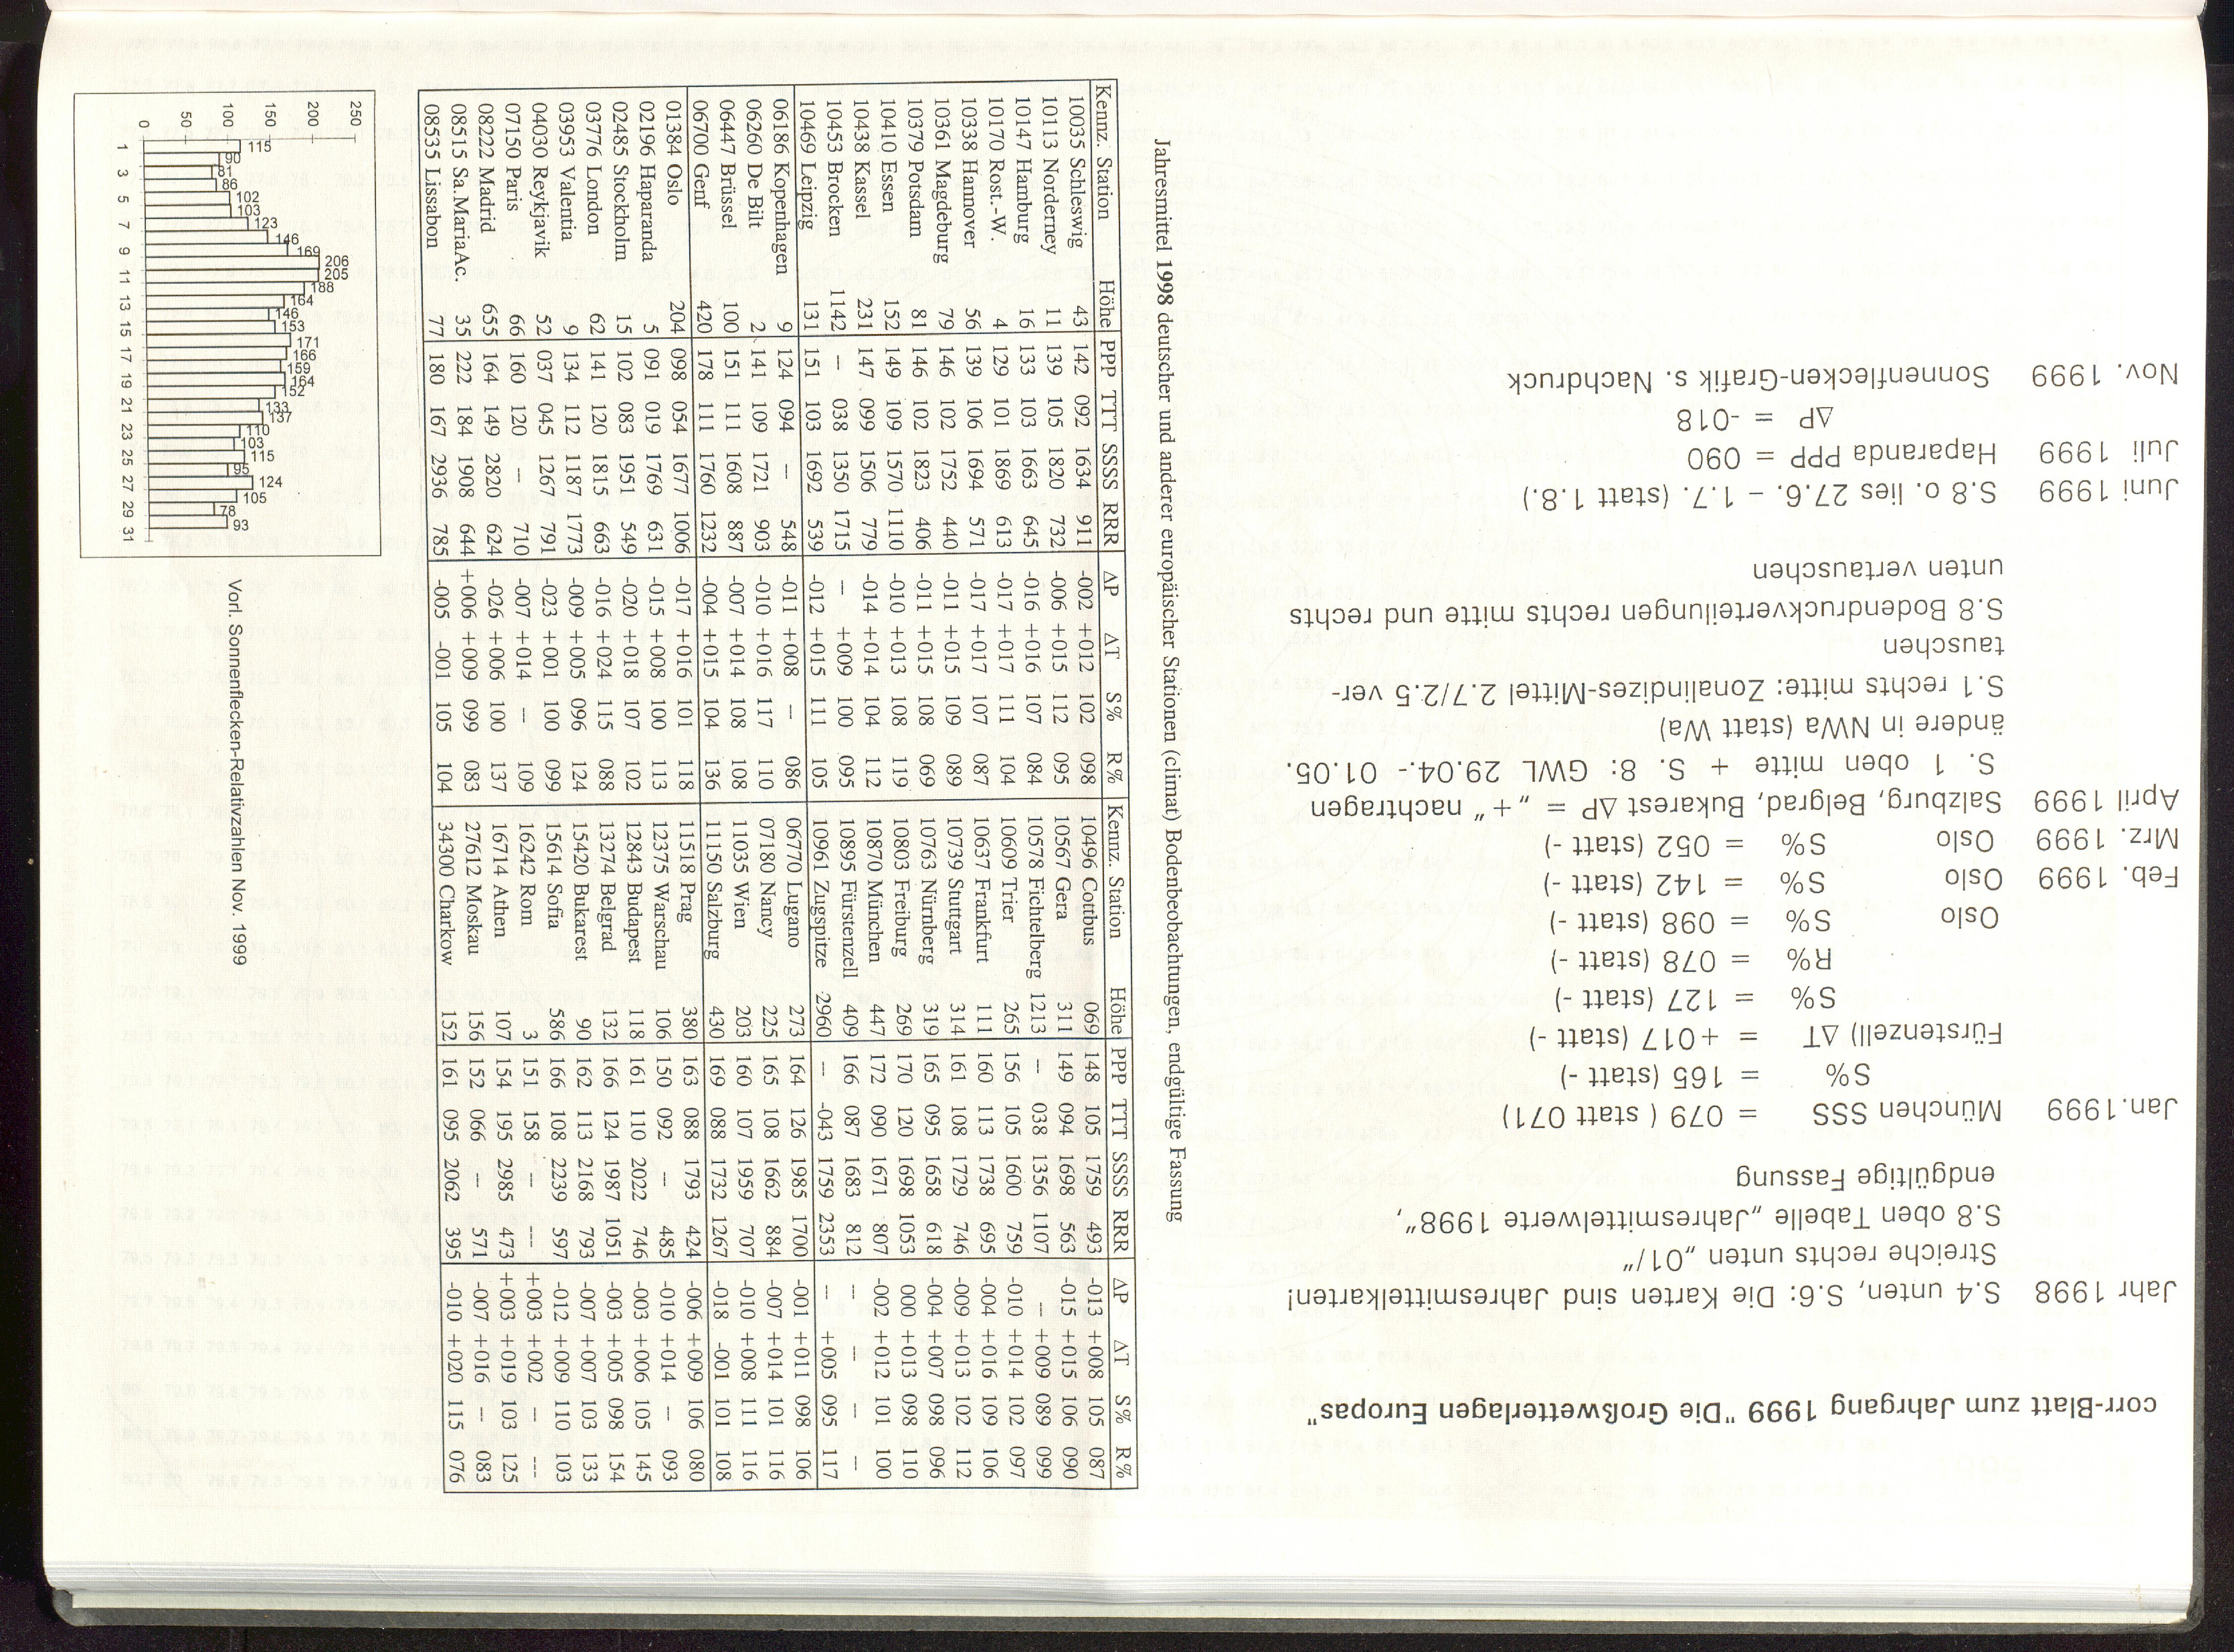 corr-Blatt zum Jahrgang 1999 "Die Großwetterlagen Europas"
Jahr 1998 S.4 unten, S.6: Die Karten sind Jahresmittelkarten!
Streiche rechts unten „01/"
S.8 oben Tabelle „Jahresmittelwerte 1998",
endgültige Fassung
Jan.1999 München SSS = 079 ( statt 071)
S% = 165 (statt -)
Fürstenzell) ΔT = +017 (statt -)
S% = 127 (statt -)
R% = 078 (statt -)
Oslo S% = 098 (statt -)
Feb. 1999 Oslo S% = 142 (statt -)
Mrz. 1999 Oslo S% = 052 (statt -)
April 1999 Salzburg, Belgrad, Bukarest ΔP = „+" nachtragen
S. 1 oben mitte + S. 8: GWL 29.04.- 01.05.
ändere in NWa (statt Wa)
S.1 rechts mitte: Zonalindizes-Mittel 2.7/2.5 ver-
tauschen
S.8 Bodendruckverteilungen rechts mitte und rechts
unten vertauschen
Juni 1999 S.8 o. lies 27.6. – 1.7. (statt 1.8.)
Juli 1999 Haparanda PPP = 090
ΔP = -018
Nov. 1999 Sonnenflecken-Grafik s. Nachdruck
Jahresmittel 1998 deutscher und anderer europäischer Stationen (climat) Bodenbeobachtungen, endgültige Fassung
Kennz. Station Höhe PPP TTT SSSS RRR ΔP ΔT S% R% Kennz. Station Höhe PPP TTT SSSS RRR ΔP ΔT S% R%
10035 Schleswig 43 142 092 1634 911 -002 +012 102 098 10496 Cottbus 069 148 105 1759 493 -013 +008 105 087
10113 Norderney 11 139 105 1820 732 -006 +015 112 095 10567 Gera 311 149 094 1698 563 -015 +015 106 090
10147 Hamburg 16 133 103 1663 645 -016 +016 107 084 10578 Fichtelberg 1213 -- 038 1356 1107 -- +009 089 099
10170 Rost.-W. 4 129 101 1869 613 -017 +017 111 104 10609 Trier 265 156 105 1600 759 -010 +014 102 097
10338 Hannover 56 139 106 1694 571 -017 +017 107 087 10637 Frankfurt 111 160 113 1738 695 -004 +016 109 106
10361 Magdeburg 79 146 102 1752 440 -011 +015 109 089 10739 Stuttgart 314 161 108 1729 746 -009 +013 102 112
10379 Potsdam 81 146 102 1823 406 -011 +015 108 069 10763 Nürnberg 319 165 095 1658 618 -004 +007 098 096
10410 Essen 152 149 109 1570 1110 -010 +013 108 119 10803 Freiburg 269 170 120 1698 1053 000 +013 098 110
10438 Kassel 231 147 099 1506 779 -014 +014 104 112 10870 München 447 172 090 1671 807 -002 +012 101 100
10453 Brocken 1142 -- 038 1350 1715 -- +009 100 095 10895 Fürstenzell 409 166 087 1683 812 -- --- --- ---
10469 Leipzig 131 151 103 1692 539 -012 +015 111 105 10961 Zugspitze 2960 -- -043 1759 2353 -- +005 095 117
06186 Kopenhagen 9 124 094 --- 548 -011 +008 --- 086 06770 Lugano 273 164 126 1985 1700 -001 +011 098 106
06260 De Bilt 2 141 109 1721 903 -010 +016 117 110 07180 Nancy 225 165 108 1662 884 -007 +014 101 116
06447 Brüssel 100 151 111 1608 887 -007 +014 108 108 11035 Wien 203 160 107 1959 707 -010 +008 111 116
06700 Genf 420 178 111 1760 1232 -004 +015 104 136 11150 Salzburg 430 169 088 1732 1267 -018 -001 101 108
01384 Oslo 204 098 054 1677 1006 -017 +016 101 118 11518 Prag 380 163 088 1793 424 -006 +009 106 080
02196 Haparanda 5 091 019 1769 631 -015 +008 100 113 12375 Warschau 106 150 092 --- 485 -010 +014 --- 093
02485 Stockholm 15 102 083 1951 549 -020 +018 107 102 12843 Budapest 118 161 110 2022 746 -003 +006 105 145
03776 London 62 141 120 1815 663 -016 +024 115 088 13274 Belgrad 132 166 124 1987 1051 -003 +005 098 154
03953 Valentia 9 134 112 1187 1773 -009 +005 096 124 15420 Bukarest 90 162 113 2168 793 -007 +007 103 133
04030 Reykjavik 52 037 045 1267 791 -023 +001 100 099 15614 Sofia 586 166 108 2239 597 -012 +009 110 103
07150 Paris 66 160 120 --- 710 -007 +014 --- 109 16242 Rom 3 151 158 --- --- +003 +002 --- ---
08222 Madrid 655 164 149 2820 624 -026 +006 100 137 16714 Athen 107 154 195 2985 473 +003 +019 103 125
08515 Sa.MariaAc. 35 222 184 1908 644 +006 +009 099 083 27612 Moskau 156 152 066 --- 571 -007 +016 --- 083
08535 Lissabon 77 180 167 2936 785 -005 -001 105 104 34300 Charkow 152 161 095 2062 395 -010 +020 115 076
250
200
150
100
50
0
115 90 81 86 102 103 123 146 169 206 205 188 164 146 153 171 166 159 164 152 133 137 110 103 115 95 124 105 78 93
1 3 5 7 9 11 13 15 17 19 21 23 25 27 29 31
Vorl. Sonnenflecken-Relativzahlen Nov. 1999